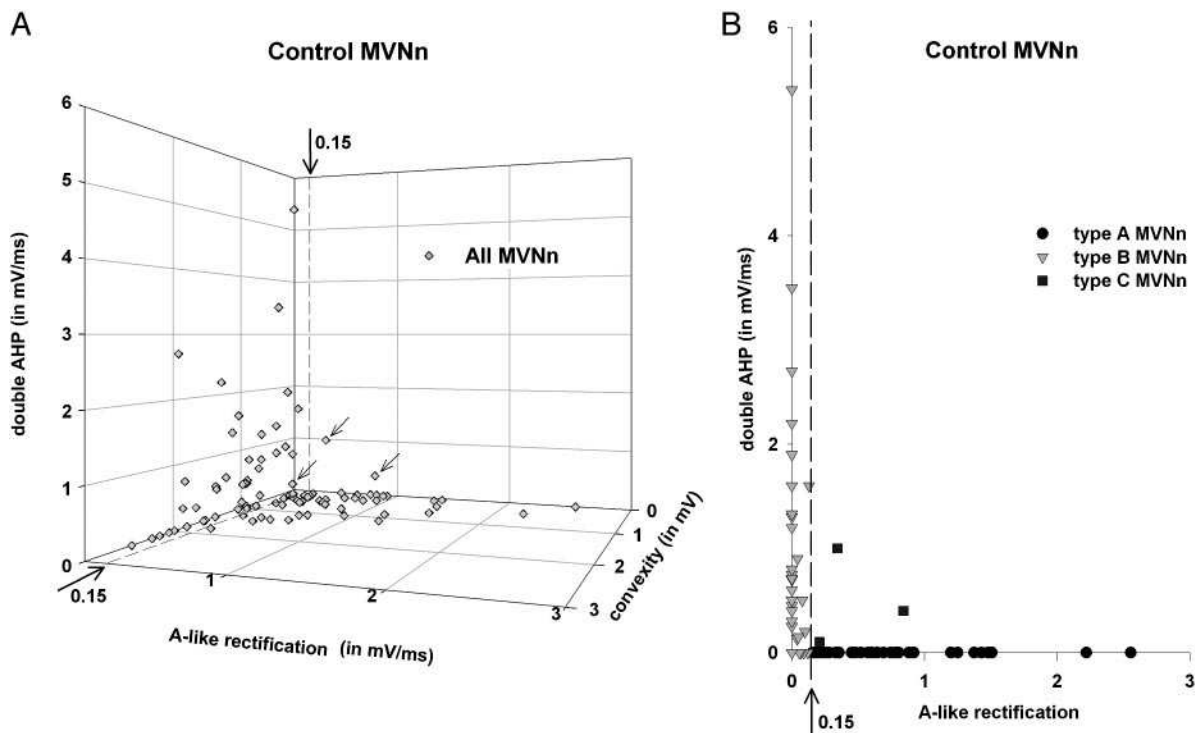 A
Control MVNn
6
5
4
3
2
1
0
double AHP (in mV/ms)
0.15
All MVNn
0.15
1
2
3
A-like rectification (in mV/ms)
0
1
2
3
convexity (in mV)
B
Control MVNn
6
4
2
0
double AHP (in mV/ms)
type A MVNn
type B MVNn
type C MVNn
0
1
2
3
0.15
A-like rectification